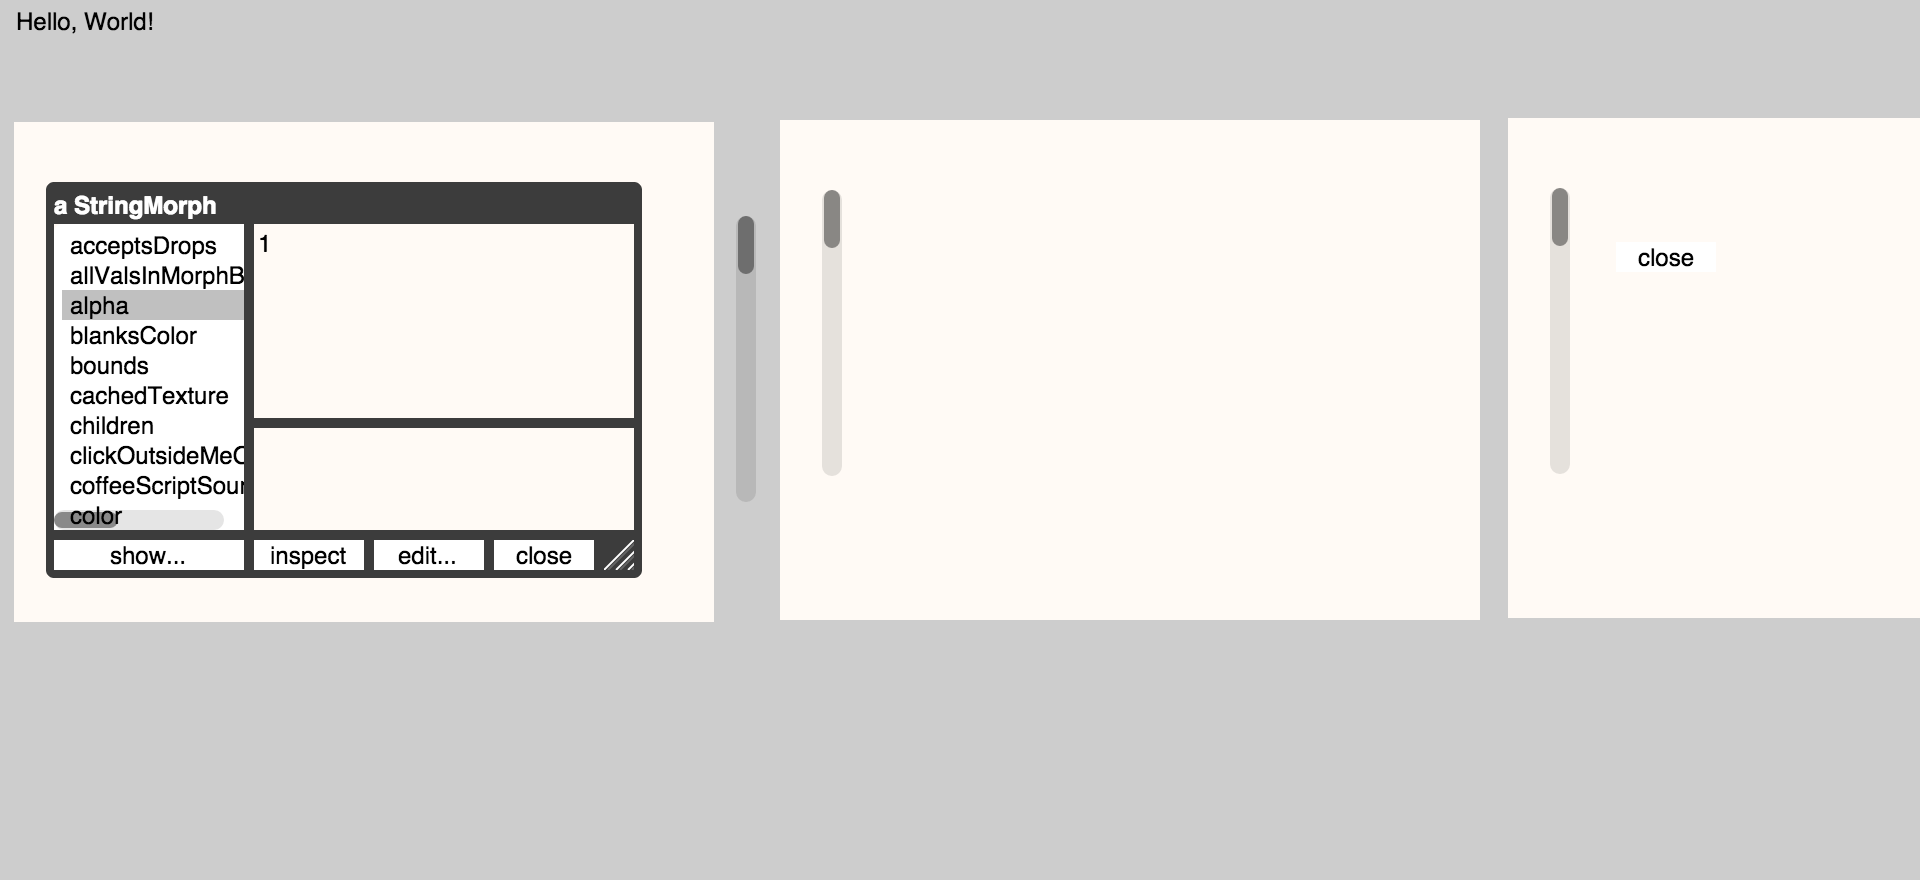 Hello, World!
a StringMorph
acceptsDrops
allValsInMorphB
alpha
blanksColor
bounds
cachedTexture
children
clickOutsideMeC
coffeeScriptSour
color
1
show...
inspect
edit...
close
close